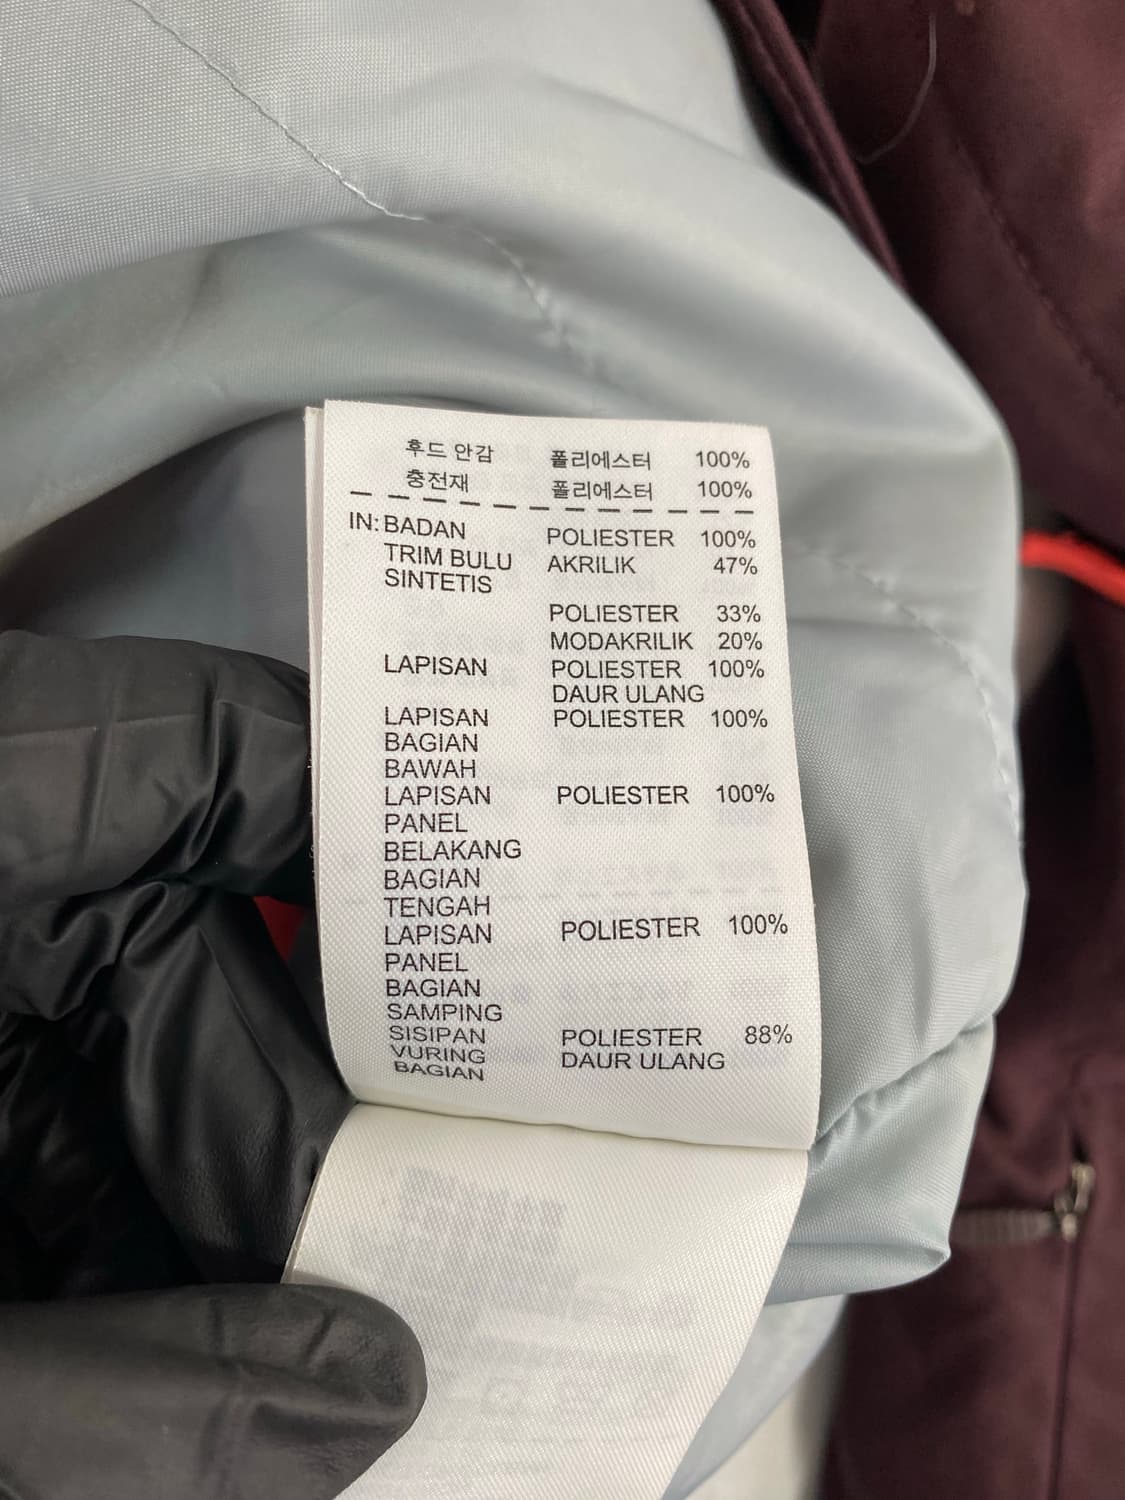 후드 안감 폴리에스터 100%
충전재 폴리에스터 100%
IN: BADAN POLIESTER 100%
TRIM BULU AKRILIK 47%
SINTETIS
POLIESTER 33%
MODAKRILIK 20%
LAPISAN POLIESTER 100%
DAUR ULANG
LAPISAN POLIESTER 100%
BAGIAN
BAWAH
LAPISAN POLIESTER 100%
PANEL
BELAKANG
BAGIAN
TENGAH
LAPISAN POLIESTER 100%
PANEL
BAGIAN
SAMPING
SISIPAN POLIESTER 88%
VURING DAUR ULANG
BAGIAN